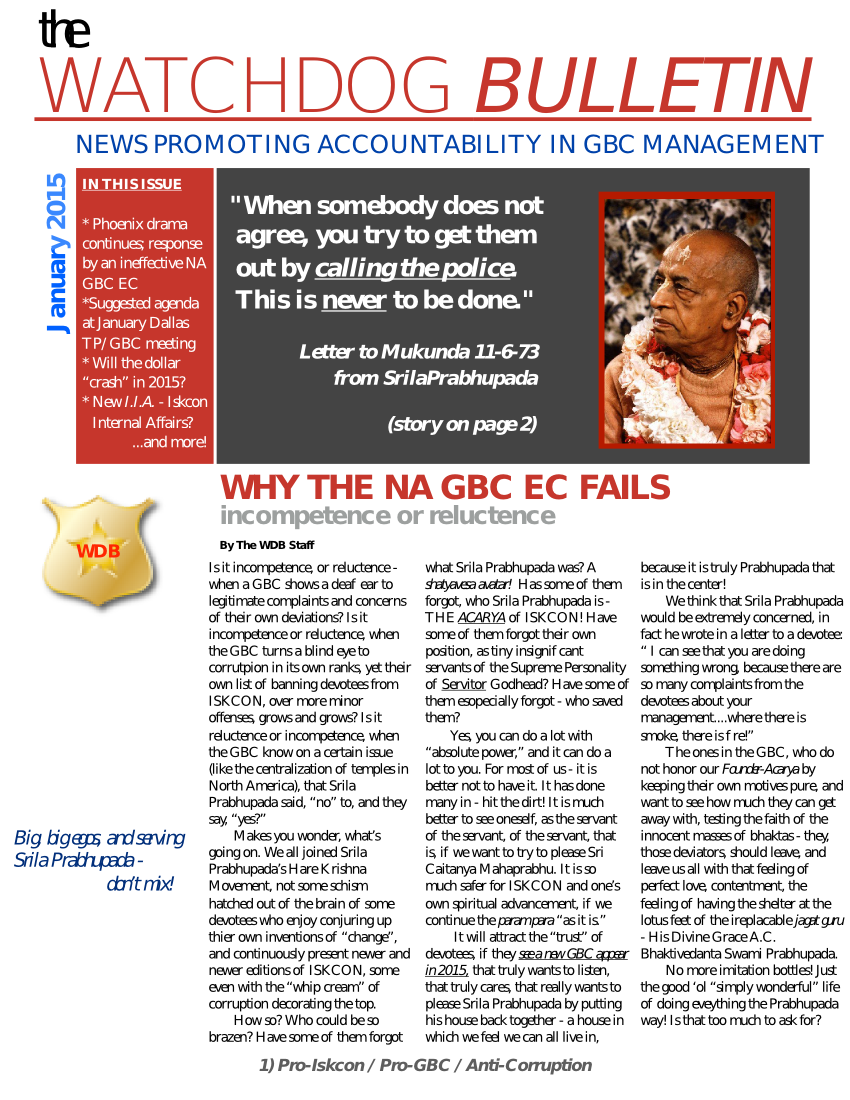 the
WATCHDOG BULLETIN
NEWS PROMOTING ACCOUNTABILITY IN GBC MANAGEMENT
January 2015
IN THIS ISSUE
* Phoenix drama
continues; response
by an ineffective NA
GBC EC
*Suggested agenda
at January Dallas
TP/GBC meeting
* Will the dollar
“crash” in 2015?
* New I.I.A. - Iskcon
Internal Affairs?
...and more!
"When somebody does not
agree, you try to get them
out by calling the police.
This is never to be done."
Letter to Mukunda 11-6-73
from SrilaPrabhupada
(story on page 2)
WHY THE NA GBC EC FAILS
incompetence or reluctence
WDB
By The WDB Staff
Is it incompetence, or reluctence -
when a GBC shows a deaf ear to
legitimate complaints and concerns
of their own deviations? Is it
incompetence or reluctence, when
the GBC turns a blind eye to
corrutpion in its own ranks, yet their
own list of banning devotees from
ISKCON, over more minor
offenses, grows and grows? Is it
reluctence or incompetence, when
the GBC know on a certain issue
(like the centralization of temples in
North America), that Srila
Prabhupada said, “no” to, and they
say, “yes?”
Makes you wonder, what’s
going on. We all joined Srila
Prabhupada’s Hare Krishna
Movement, not some schism
hatched out of the brain of some
devotees who enjoy conjuring up
thier own inventions of “change”,
and continuously present newer and
newer editions of ISKCON, some
even with the “whip cream” of
corruption decorating the top.
How so? Who could be so
brazen? Have some of them forgot
what Srila Prabhupada was? A
shatyavesa avatar! Has some of them
forgot, who Srila Prabhupada is -
THE ACARYA of ISKCON! Have
some of them forgot their own
position, as tiny insignif cant
servants of the Supreme Personality
of Servitor Godhead? Have some of
them esopecially forgot - who saved
them?
Yes, you can do a lot with
“absolute power,” and it can do a
lot to you. For most of us - it is
better not to have it. It has done
many in - hit the dirt! It is much
better to see oneself, as the servant
of the servant, of the servant, that
is, if we want to try to please Sri
Caitanya Mahaprabhu. It is so
much safer for ISKCON and one’s
own spiritual advancement, if we
continue the parampara “as it is.”
It will attract the “trust” of
devotees, if they see a new GBC appear
in 2015, that truly wants to listen,
that truly cares, that really wants to
please Srila Prabhupada by putting
his house back together - a house in
which we feel we can all live in,
because it is truly Prabhupada that
is in the center!
We think that Srila Prabhupada
would be extremely concerned, in
fact he wrote in a letter to a devotee:
“ I can see that you are doing
something wrong, because there are
so many complaints from the
devotees about your
management....where there is
smoke, there is f re!”
The ones in the GBC, who do
not honor our Founder-Acarya by
keeping their own motives pure, and
want to see how much they can get
away with, testing the faith of the
innocent masses of bhaktas - they,
those deviators, should leave, and
leave us all with that feeling of
perfect love, contentment, the
feeling of having the shelter at the
lotus feet of the ireplacable jagat guru
- His Divine Grace A.C.
Bhaktivedanta Swami Prabhupada.
No more imitation bottles! Just
the good ‘ol “simply wonderful” life
of doing eveything the Prabhupada
way! Is that too much to ask for?
Big, big egos, and serving
Srila Prabhupada -
don’t mix!
1) Pro-Iskcon / Pro-GBC / Anti-Corruption